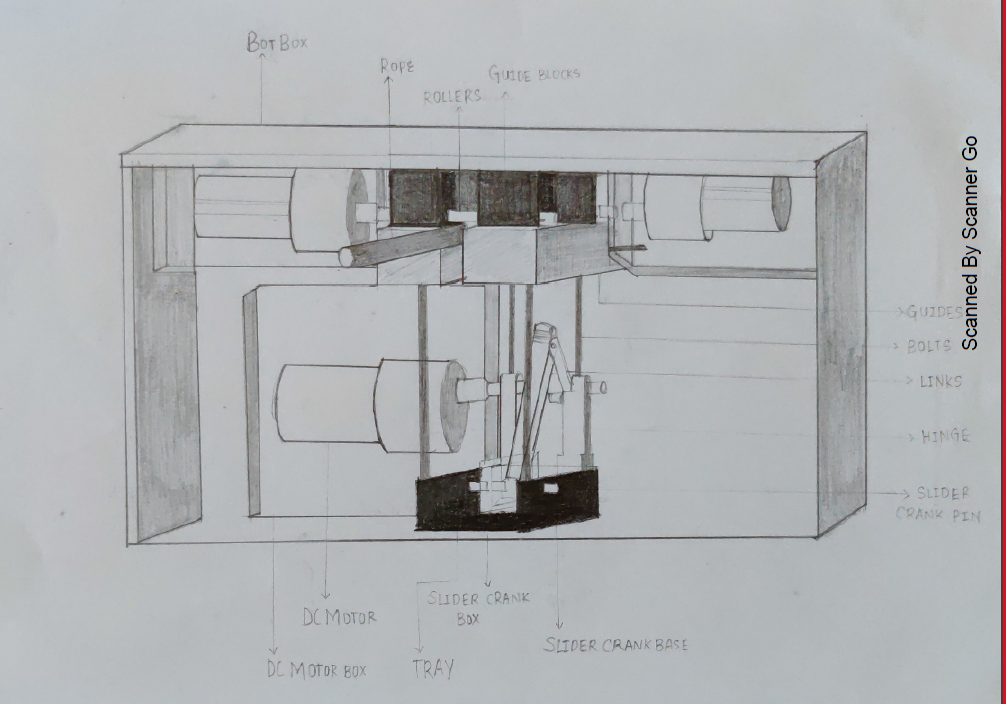 BOT BOX
ROPE
GUIDE BLOCKS
ROLLERS
GUIDES
BOLTS
LINKS
HINGE
SLIDER
CRANK PIN
SLIDER CRANK
BOX
DC MOTOR
SLIDER CRANK BASE
DC MOTOR BOX
TRAY
Scanned By Scanner Go